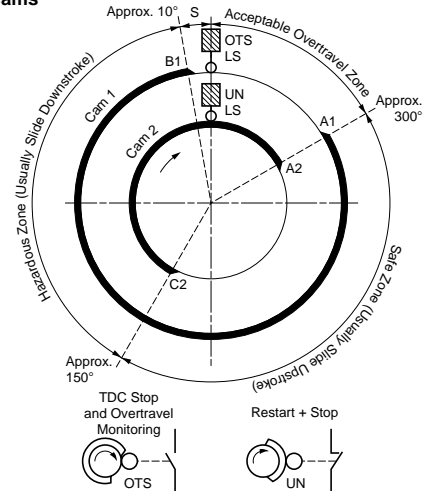 ams
Approx. 10°
S
Acceptable Overtravel Zone
OTS
LS
B1
UN
LS
Cam 1
Cam 2
A1
A2
Approx.
300°
C2
Hazardous Zone (Usually Slide Downstroke)
Safe Zone (Usually Slide Upstroke)
Approx.
150°
TDC Stop
and Overtravel
Monitoring
Restart + Stop
OTS
UN